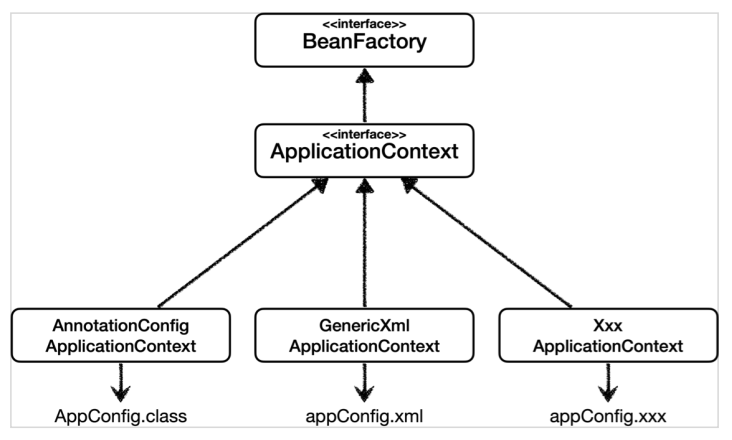 <<interface>>
BeanFactory
<<interface>>
ApplicationContext
AnnotationConfig
ApplicationContext
GenericXml
ApplicationContext
Xxx
ApplicationContext
AppConfig.class
appConfig.xml
appConfig.xxx